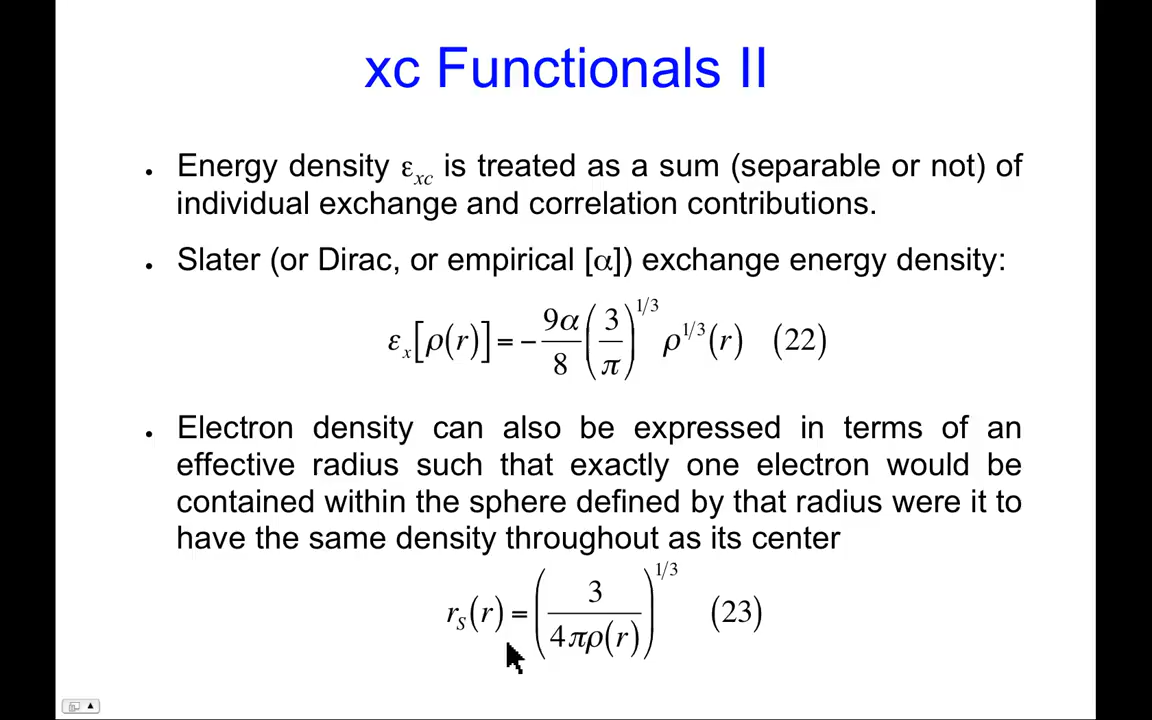 xc Functionals II
• Energy density ε_xc is treated as a sum (separable or not) of
individual exchange and correlation contributions.
• Slater (or Dirac, or empirical [α]) exchange energy density:
ε_x[ρ(r)] = −(9α/8)(3/π)^{1/3} ρ^{1/3}(r) (22)
• Electron density can also be expressed in terms of an
effective radius such that exactly one electron would be
contained within the sphere defined by that radius were it to
have the same density throughout as its center
r_S(r) = (3/(4πρ(r)))^{1/3} (23)